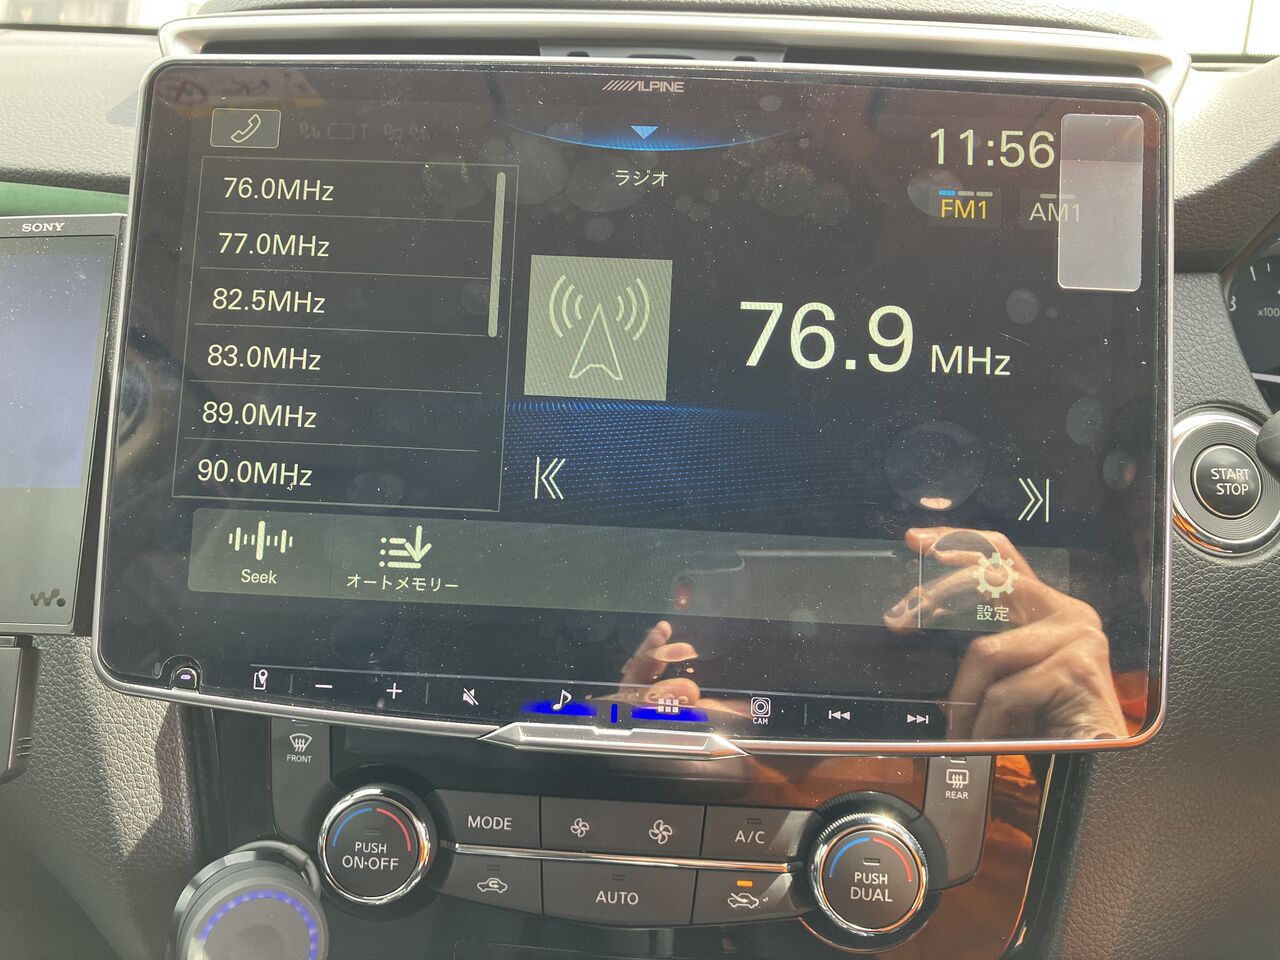 ALPINE
11:56
ラジオ
FM1
AM1
76.0MHz
77.0MHz
82.5MHz
83.0MHz
89.0MHz
90.0MHz
76.9 MHz
Seek
オートメモリー
設定
CAM
SONY
START
STOP
FRONT
REAR
MODE
A/C
PUSH
ON·OFF
AUTO
PUSH
DUAL